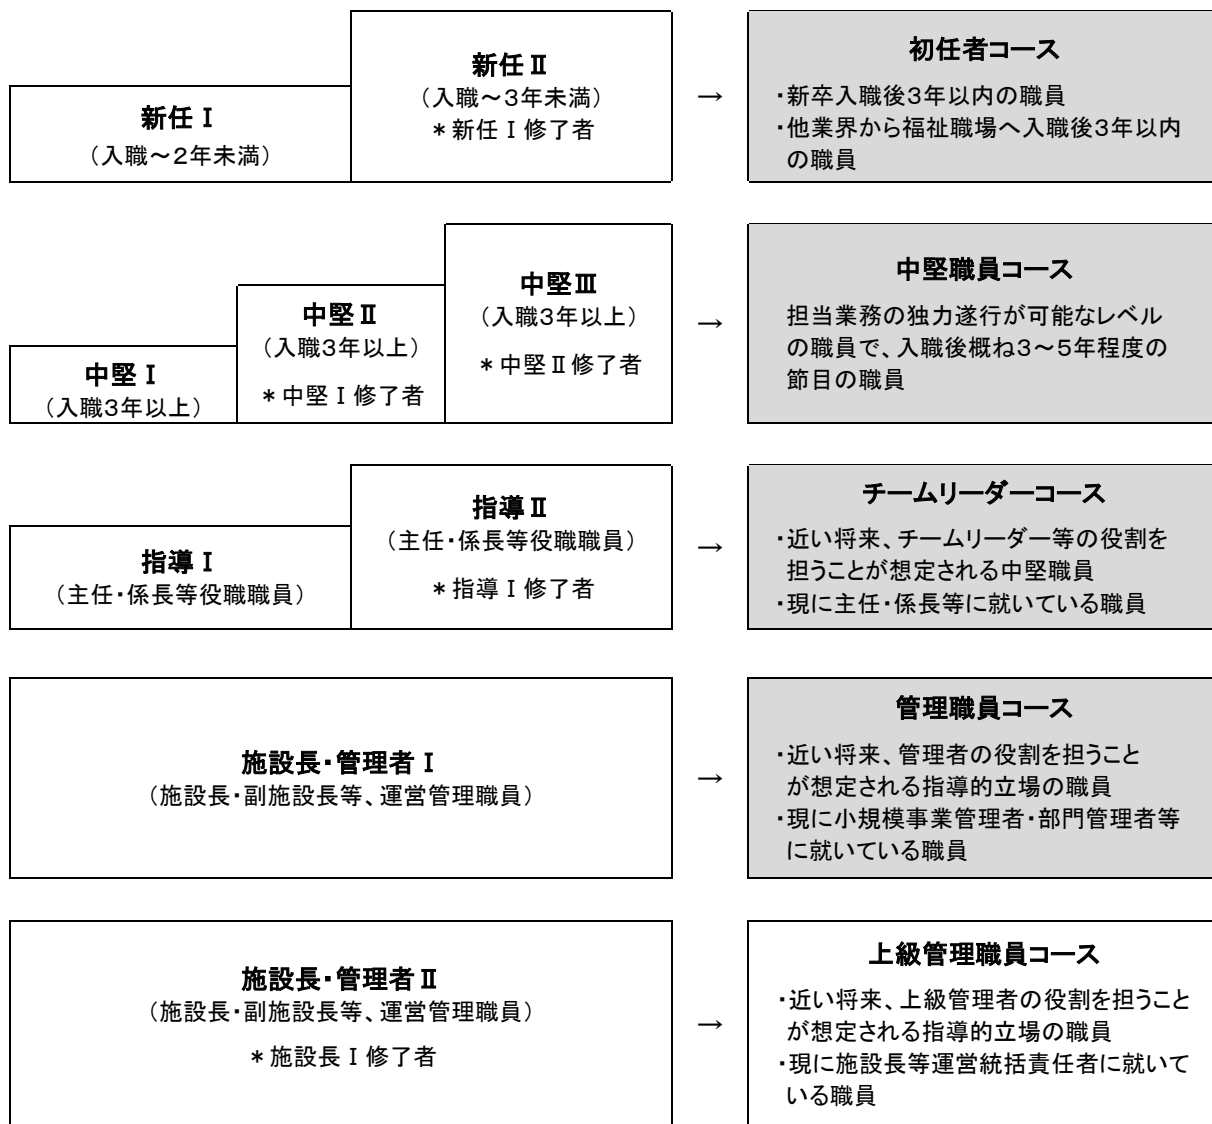 新任Ⅰ
（入職～２年未満）
新任Ⅱ
（入職～３年未満）
＊新任Ⅰ修了者
→
初任者コース
・新卒入職後３年以内の職員
・他業界から福祉職場へ入職後３年以内
の職員
中堅Ⅰ
（入職３年以上）
中堅Ⅱ
（入職３年以上）
＊中堅Ⅰ修了者
中堅Ⅲ
（入職３年以上）
＊中堅Ⅱ修了者
→
中堅職員コース
担当業務の独力遂行が可能なレベル
の職員で、入職後概ね３～５年程度の
節目の職員
指導Ⅰ
（主任・係長等役職職員）
指導Ⅱ
（主任・係長等役職職員）
＊指導Ⅰ修了者
→
チームリーダーコース
・近い将来、チームリーダー等の役割を
担うことが想定される中堅職員
・現に主任・係長等に就いている職員
施設長・管理者Ⅰ
（施設長・副施設長等、運営管理職員）
→
管理職員コース
・近い将来、管理者の役割を担うこと
が想定される指導的立場の職員
・現に小規模事業管理者・部門管理者等
に就いている職員
施設長・管理者Ⅱ
（施設長・副施設長等、運営管理職員）
＊施設長Ⅰ修了者
→
上級管理職員コース
・近い将来、上級管理者の役割を担うこと
が想定される指導的立場の職員
・現に施設長等運営統括責任者に就いて
いる職員